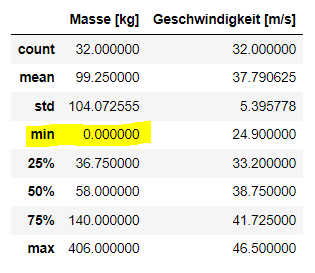 Masse [kg] Geschwindigkeit [m/s]
count 32.000000 32.000000
mean 99.250000 37.790625
std 104.072555 5.395778
min 0.000000 24.900000
25% 36.750000 33.200000
50% 58.000000 38.750000
75% 140.000000 41.725000
max 406.000000 46.500000